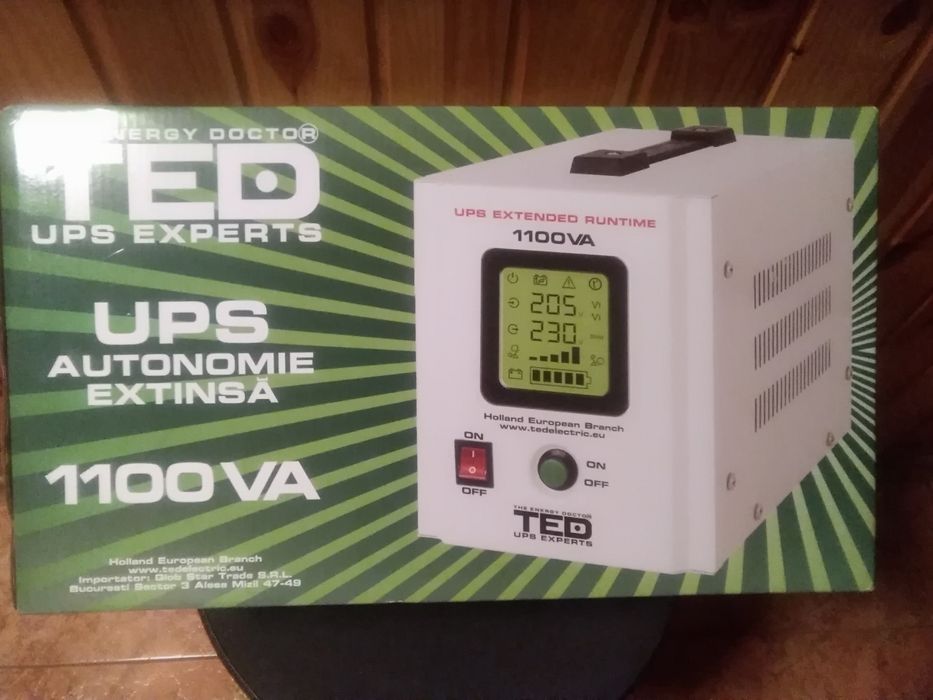 ENERGY DOCTOR
TED
UPS EXPERTS
UPS
AUTONOMIE
EXTINSĂ
1100 VA
Holland European Branch
www.tedelectric.eu
Importator: Glob Star Trade S.R.L.
Bucuresti Sector 3 Aleea Mizil 47-49
UPS EXTENDED RUNTIME
1100VA
205 V
230 V
Holland European Branch
www.tedelectric.eu
ON
OFF
ON
OFF
THE ENERGY DOCTOR
TED
UPS EXPERTS